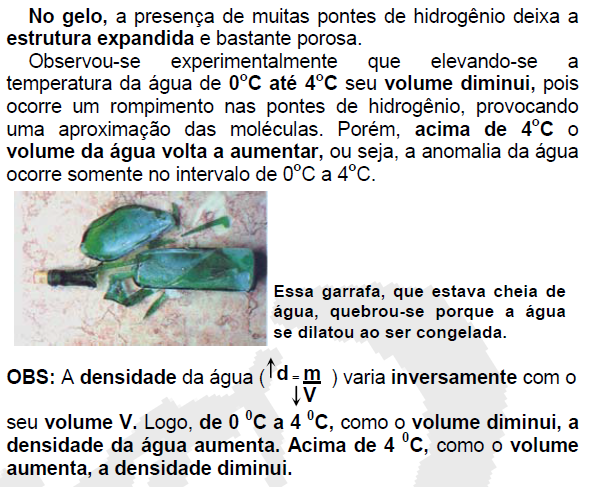 No gelo, a presença de muitas pontes de hidrogênio deixa a
estrutura expandida e bastante porosa.
Observou-se experimentalmente que elevando-se a
temperatura da água de 0°C até 4°C seu volume diminui, pois
ocorre um rompimento nas pontes de hidrogênio, provocando
uma aproximação das moléculas. Porém, acima de 4°C o
volume da água volta a aumentar, ou seja, a anomalia da água
ocorre somente no intervalo de 0°C a 4°C.
Essa garrafa, que estava cheia de
água, quebrou-se porque a água
se dilatou ao ser congelada.
OBS: A densidade da água (↑d = m/↓V) varia inversamente com o
seu volume V. Logo, de 0 ⁰C a 4 ⁰C, como o volume diminui, a
densidade da água aumenta. Acima de 4 ⁰C, como o volume
aumenta, a densidade diminui.